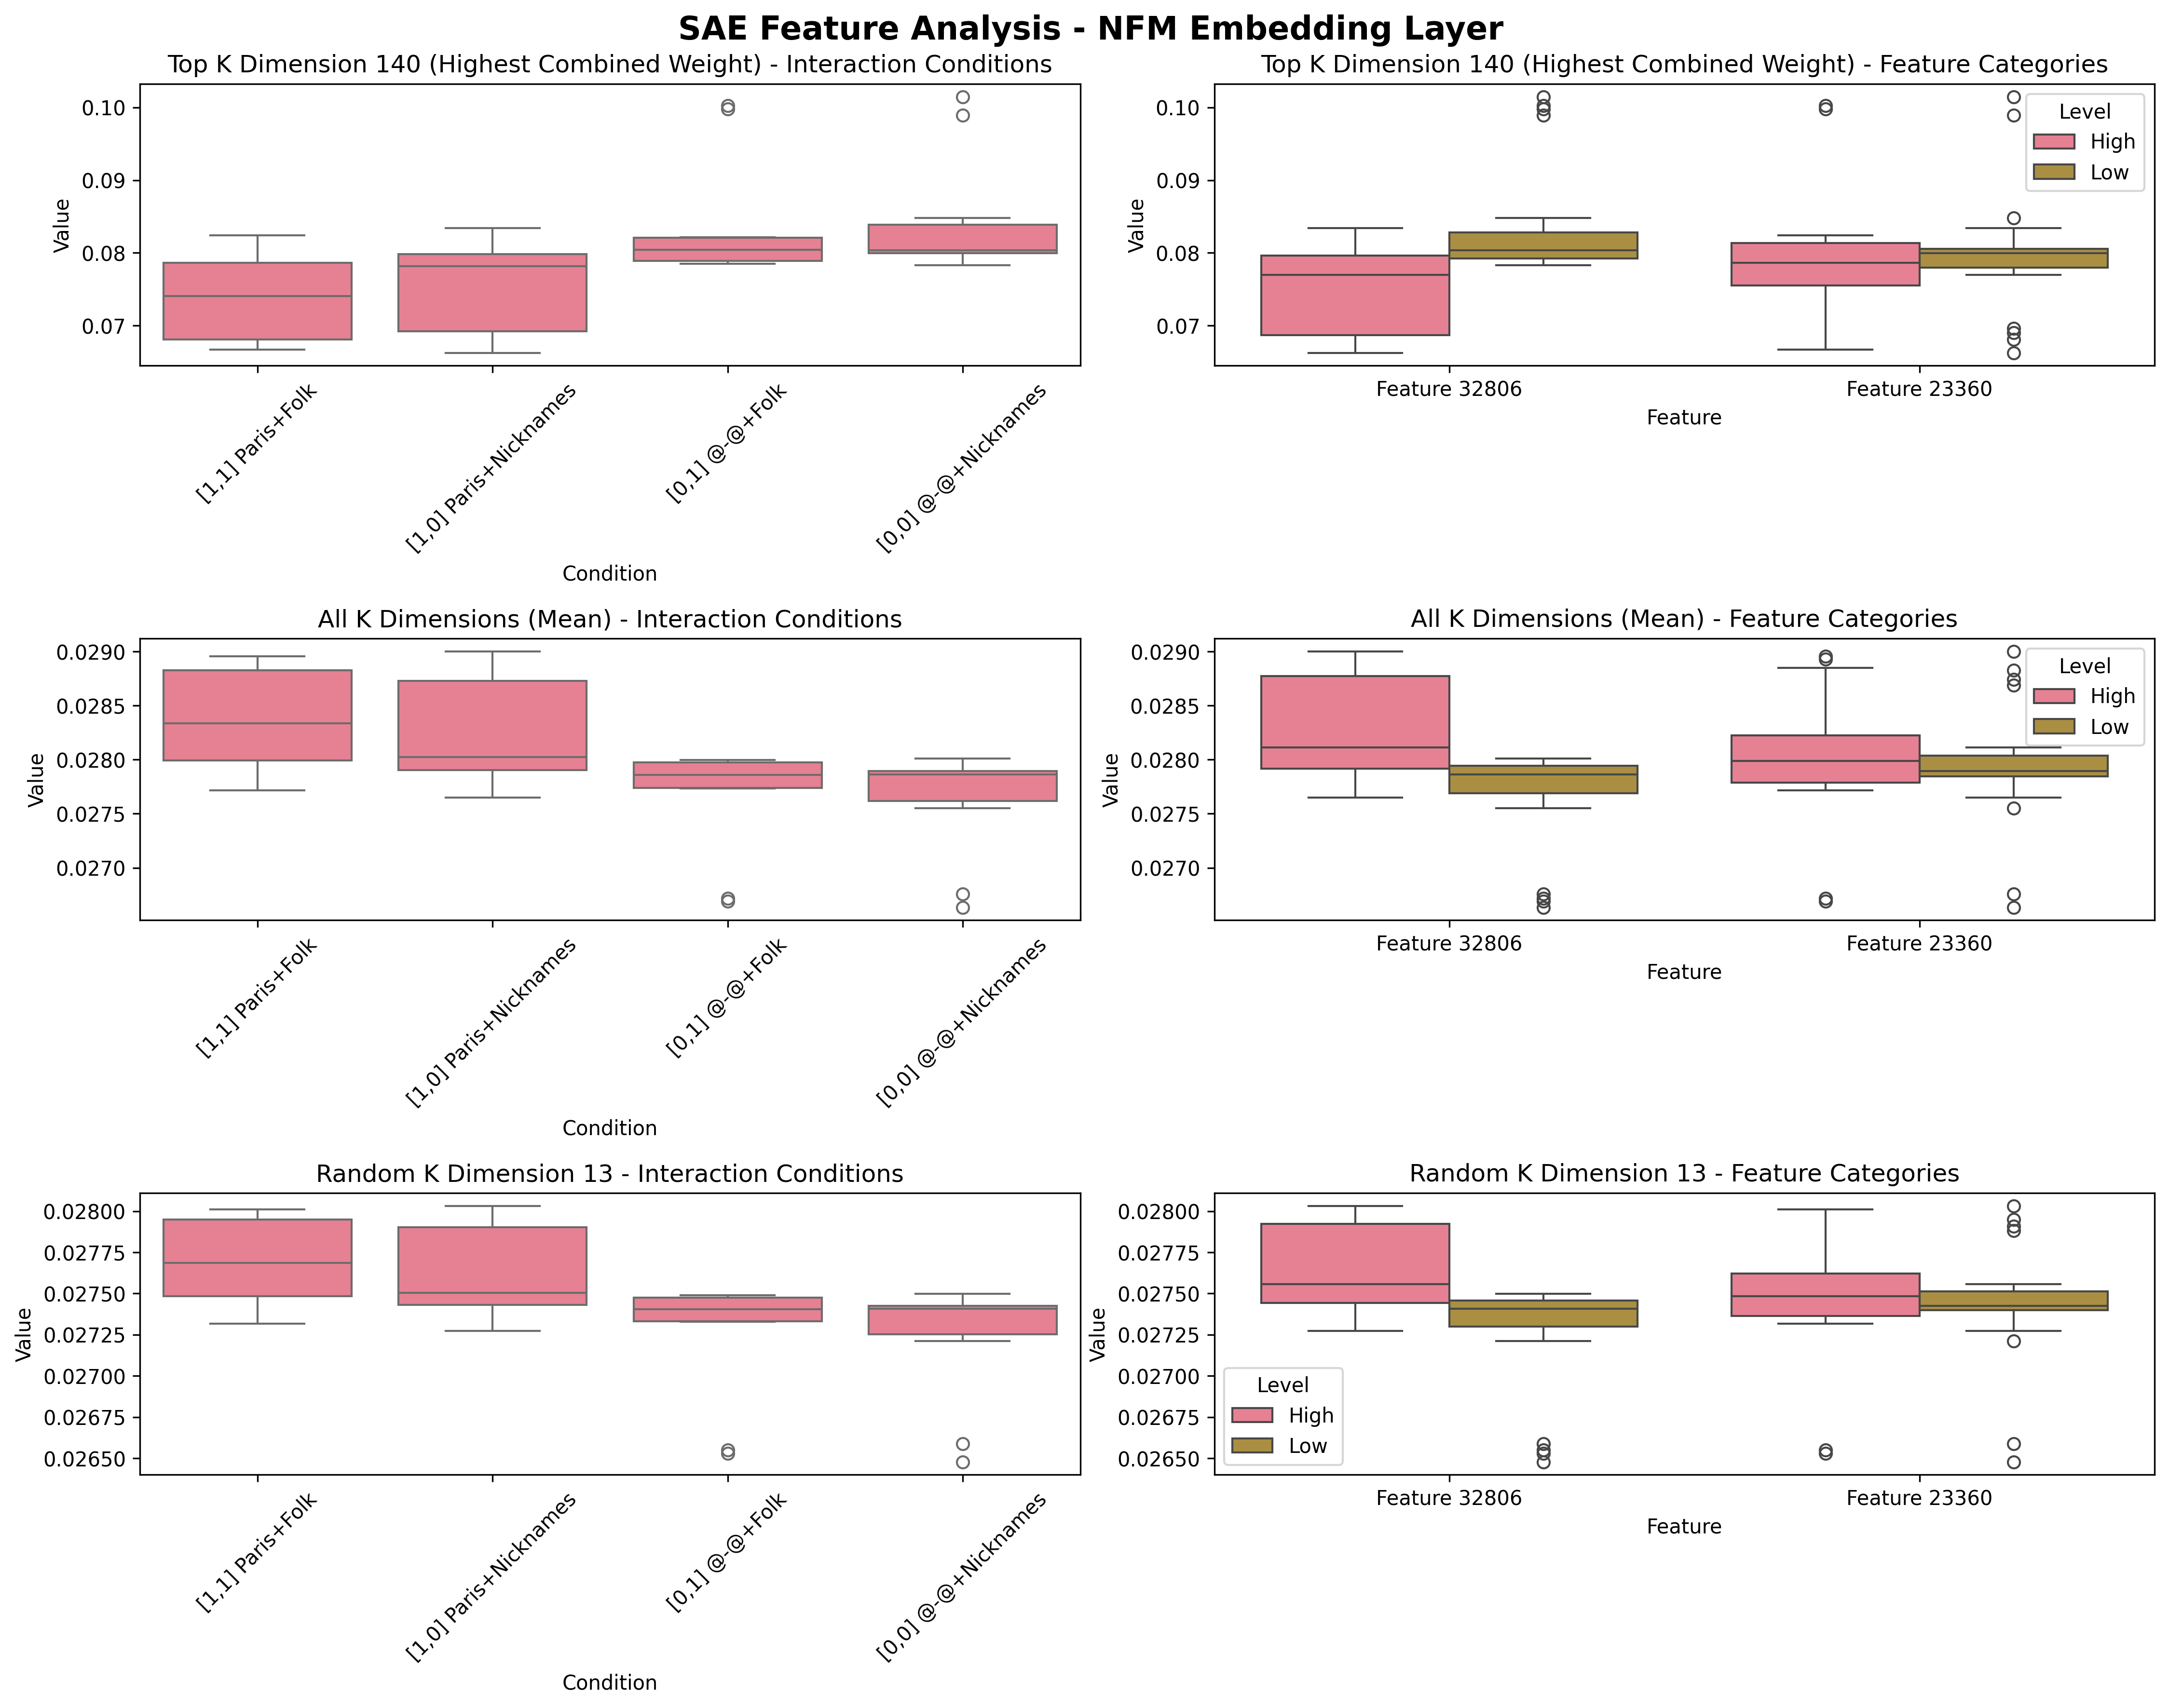 SAE Feature Analysis - NFM Embedding Layer
Top K Dimension 140 (Highest Combined Weight) - Interaction Conditions
Value
0.10
0.09
0.08
0.07
[1,1] Paris+Folk
[1,0] Paris+Nicknames
[0,1] @-@+Folk
[0,0] @-@+Nicknames
Condition
Top K Dimension 140 (Highest Combined Weight) - Feature Categories
Value
0.10
0.09
0.08
0.07
Level
High
Low
Feature 32806
Feature 23360
Feature
All K Dimensions (Mean) - Interaction Conditions
Value
0.0290
0.0285
0.0280
0.0275
0.0270
[1,1] Paris+Folk
[1,0] Paris+Nicknames
[0,1] @-@+Folk
[0,0] @-@+Nicknames
Condition
All K Dimensions (Mean) - Feature Categories
Value
0.0290
0.0285
0.0280
0.0275
0.0270
Level
High
Low
Feature 32806
Feature 23360
Feature
Random K Dimension 13 - Interaction Conditions
Value
0.02800
0.02775
0.02750
0.02725
0.02700
0.02675
0.02650
[1,1] Paris+Folk
[1,0] Paris+Nicknames
[0,1] @-@+Folk
[0,0] @-@+Nicknames
Condition
Random K Dimension 13 - Feature Categories
Value
0.02800
0.02775
0.02750
0.02725
0.02700
0.02675
0.02650
Level
High
Low
Feature 32806
Feature 23360
Feature